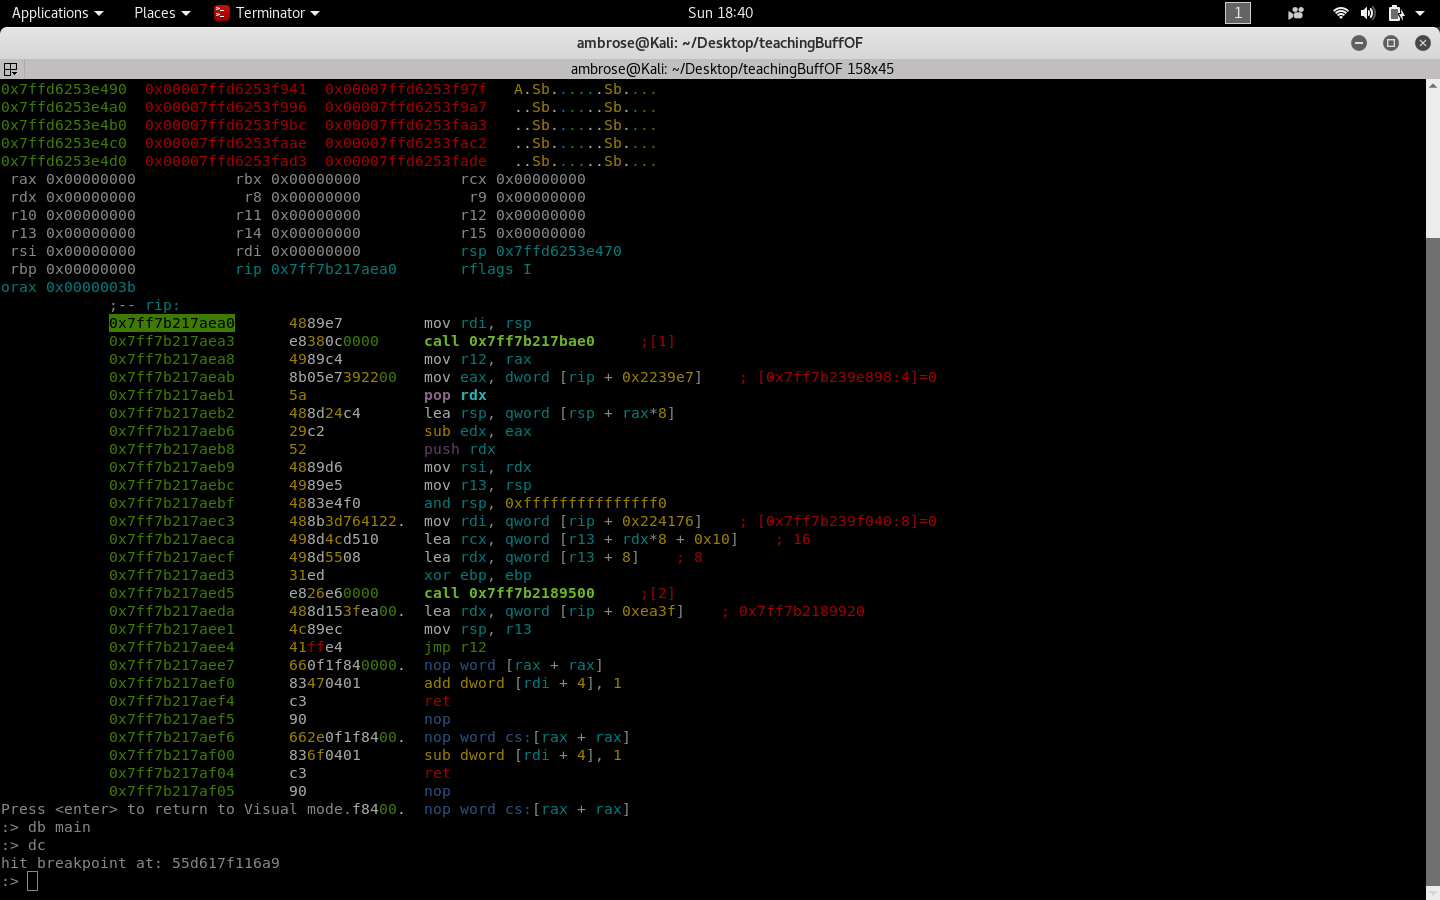 Applications Places Terminator Sun 18:40 1
ambrose@Kali: ~/Desktop/teachingBuffOF
ambrose@Kali: ~/Desktop/teachingBuffOF 158x45
0x7ffd6253e490 0x00007ffd6253f941 0x00007ffd6253f97f A.Sb......Sb....
0x7ffd6253e4a0 0x00007ffd6253f996 0x00007ffd6253f9a7 ..Sb......Sb....
0x7ffd6253e4b0 0x00007ffd6253f9bc 0x00007ffd6253faa3 ..Sb......Sb....
0x7ffd6253e4c0 0x00007ffd6253faae 0x00007ffd6253fac2 ..Sb......Sb....
0x7ffd6253e4d0 0x00007ffd6253fad3 0x00007ffd6253fade ..Sb......Sb....
rax 0x00000000 rbx 0x00000000 rcx 0x00000000
rdx 0x00000000 r8 0x00000000 r9 0x00000000
r10 0x00000000 r11 0x00000000 r12 0x00000000
r13 0x00000000 r14 0x00000000 r15 0x00000000
rsi 0x00000000 rdi 0x00000000 rsp 0x7ffd6253e470
rbp 0x00000000 rip 0x7ff7b217aea0 rflags I
orax 0x0000003b
;-- rip:
0x7ff7b217aea0 4889e7 mov rdi, rsp
0x7ff7b217aea3 e8380c0000 call 0x7ff7b217bae0 ;[1]
0x7ff7b217aea8 4989c4 mov r12, rax
0x7ff7b217aeab 8b05e7392200 mov eax, dword [rip + 0x2239e7] ; [0x7ff7b239e898:4]=0
0x7ff7b217aeb1 5a pop rdx
0x7ff7b217aeb2 488d24c4 lea rsp, qword [rsp + rax*8]
0x7ff7b217aeb6 29c2 sub edx, eax
0x7ff7b217aeb8 52 push rdx
0x7ff7b217aeb9 4889d6 mov rsi, rdx
0x7ff7b217aebc 4989e5 mov r13, rsp
0x7ff7b217aebf 4883e4f0 and rsp, 0xfffffffffffffff0
0x7ff7b217aec3 488b3d764122. mov rdi, qword [rip + 0x224176] ; [0x7ff7b239f040:8]=0
0x7ff7b217aeca 498d4cd510 lea rcx, qword [r13 + rdx*8 + 0x10] ; 16
0x7ff7b217aecf 498d5508 lea rdx, qword [r13 + 8] ; 8
0x7ff7b217aed3 31ed xor ebp, ebp
0x7ff7b217aed5 e826e60000 call 0x7ff7b2189500 ;[2]
0x7ff7b217aeda 488d153fea00. lea rdx, qword [rip + 0xea3f] ; 0x7ff7b2189920
0x7ff7b217aee1 4c89ec mov rsp, r13
0x7ff7b217aee4 41ffe4 jmp r12
0x7ff7b217aee7 660f1f840000. nop word [rax + rax]
0x7ff7b217aef0 83470401 add dword [rdi + 4], 1
0x7ff7b217aef4 c3 ret
0x7ff7b217aef5 90 nop
0x7ff7b217aef6 662e0f1f8400. nop word cs:[rax + rax]
0x7ff7b217af00 836f0401 sub dword [rdi + 4], 1
0x7ff7b217af04 c3 ret
0x7ff7b217af05 90 nop
Press <enter> to return to Visual mode.f8400. nop word cs:[rax + rax]
:> db main
:> dc
hit breakpoint at: 55d617f116a9
:>